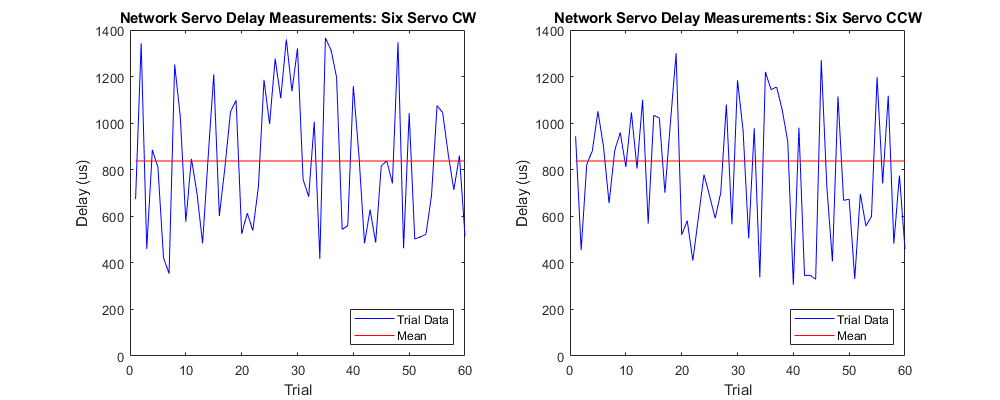 Network Servo Delay Measurements: Six Servo CW
1400
1200
1000
800
600
400
200
0
Delay (us)
0 10 20 30 40 50 60
Trial
Trial Data
Mean
Network Servo Delay Measurements: Six Servo CCW
1400
1200
1000
800
600
400
200
0
Delay (us)
0 10 20 30 40 50 60
Trial
Trial Data
Mean